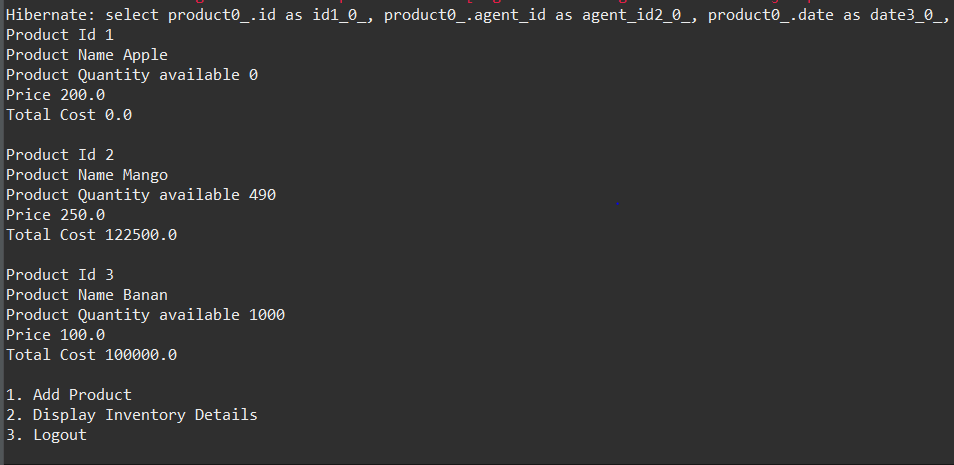 Hibernate: select product0_.id as id1_0_, product0_.agent_id as agent_id2_0_, product0_.date as date3_0_,
Product Id 1
Product Name Apple
Product Quantity available 0
Price 200.0
Total Cost 0.0
Product Id 2
Product Name Mango
Product Quantity available 490
Price 250.0
Total Cost 122500.0
Product Id 3
Product Name Banan
Product Quantity available 1000
Price 100.0
Total Cost 100000.0
1. Add Product
2. Display Inventory Details
3. Logout